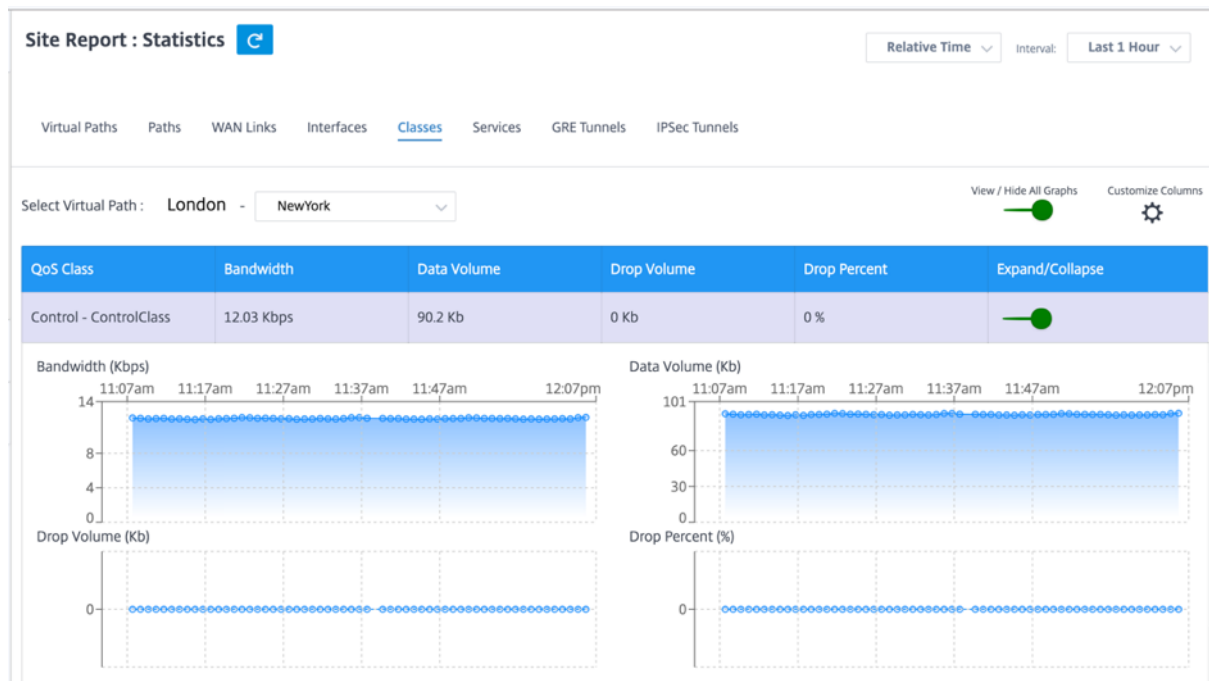 Site Report : Statistics
Relative Time Interval: Last 1 Hour
Virtual Paths Paths WAN Links Interfaces Classes Services GRE Tunnels IPSec Tunnels
Select Virtual Path : London - NewYork
View / Hide All Graphs Customize Columns
QoS Class Bandwidth Data Volume Drop Volume Drop Percent Expand/Collapse
Control - ControlClass 12.03 Kbps 90.2 Kb 0 Kb 0 %
Bandwidth (Kbps)
11:07am 11:17am 11:27am 11:37am 11:47am 12:07pm
14
8
4
0
Data Volume (Kb)
11:07am 11:17am 11:27am 11:37am 11:47am 12:07pm
101
60
30
0
Drop Volume (Kb)
0
Drop Percent (%)
0